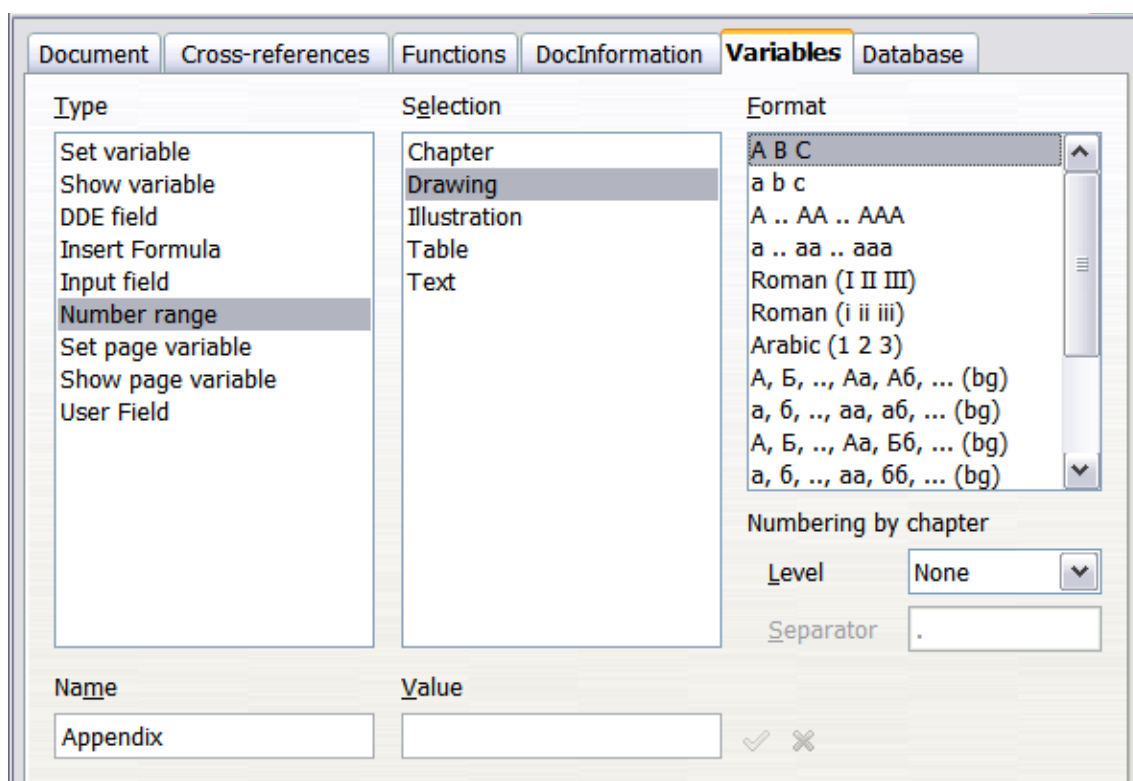 Document Cross-references Functions DocInformation Variables Database
Type
Set variable
Show variable
DDE field
Insert Formula
Input field
Number range
Set page variable
Show page variable
User Field
Selection
Chapter
Drawing
Illustration
Table
Text
Format
A B C
a b c
A .. AA .. AAA
a .. aa .. aaa
Roman (I II III)
Roman (i ii iii)
Arabic (1 2 3)
А, Б, .., Аа, Аб, ... (bg)
а, б, .., аа, аб, ... (bg)
А, Б, .., Аа, Бб, ... (bg)
а, б, .., аа, бб, ... (bg)
Numbering by chapter
Level None
Separator .
Name
Appendix
Value